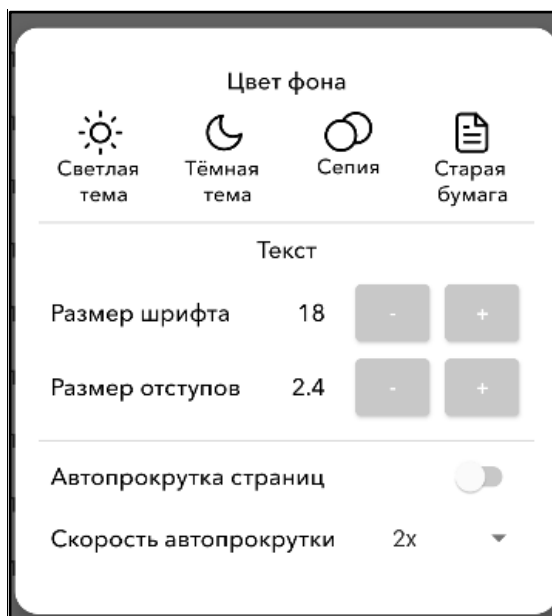 Цвет фона
Светлая тема
Тёмная тема
Сепия
Старая бумага
Текст
Размер шрифта 18 - +
Размер отступов 2.4 - +
Автопрокрутка страниц
Скорость автопрокрутки 2x